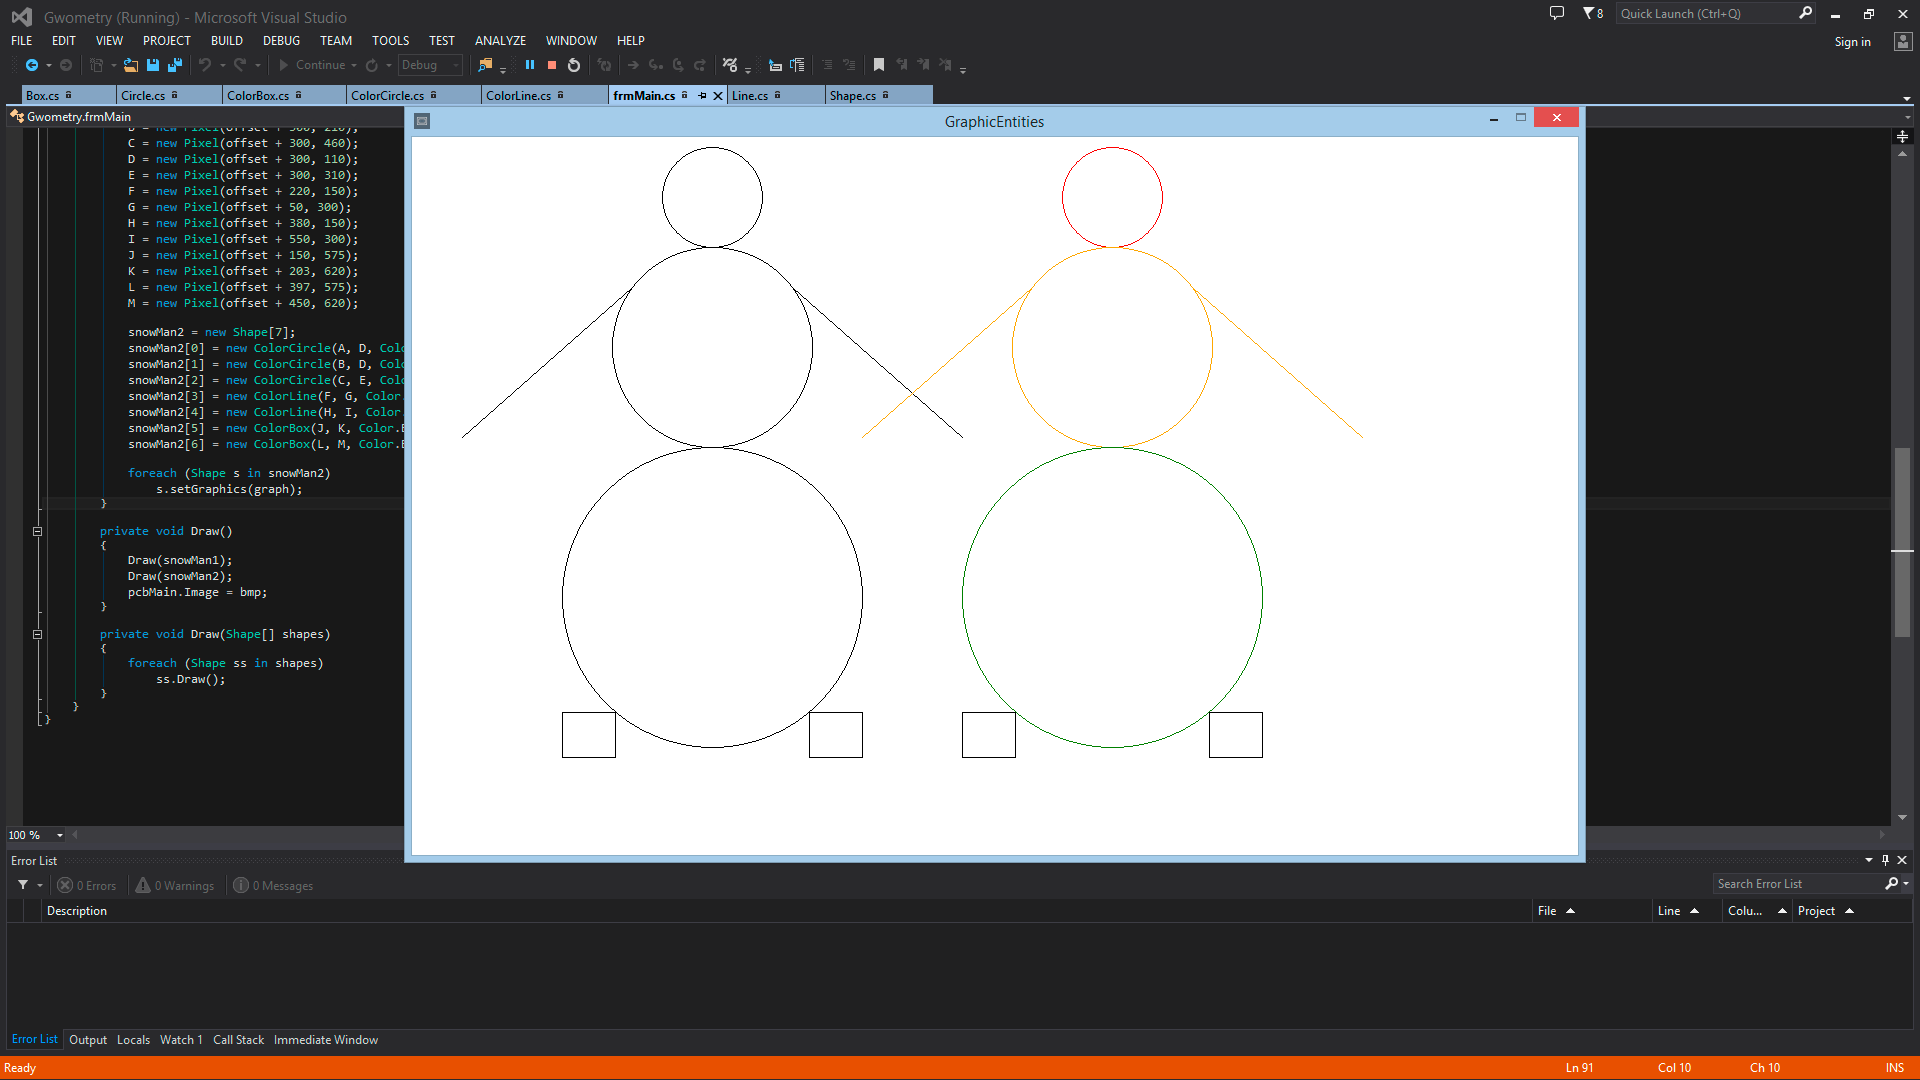 Gwometry (Running) - Microsoft Visual Studio
8
Quick Launch (Ctrl+Q)
FILE EDIT VIEW PROJECT BUILD DEBUG TEAM TOOLS TEST ANALYZE WINDOW HELP
Sign in
Continue Debug
Box.cs Circle.cs ColorBox.cs ColorCircle.cs ColorLine.cs frmMain.cs Line.cs Shape.cs
Gwometry.frmMain
GraphicEntities
C = new Pixel(offset + 300, 460);
D = new Pixel(offset + 300, 110);
E = new Pixel(offset + 300, 310);
F = new Pixel(offset + 220, 150);
G = new Pixel(offset + 50, 300);
H = new Pixel(offset + 380, 150);
I = new Pixel(offset + 550, 300);
J = new Pixel(offset + 150, 575);
K = new Pixel(offset + 203, 620);
L = new Pixel(offset + 397, 575);
M = new Pixel(offset + 450, 620);
snowMan2 = new Shape[7];
snowMan2[0] = new ColorCircle(A, D, Colo
snowMan2[1] = new ColorCircle(B, D, Colo
snowMan2[2] = new ColorCircle(C, E, Colo
snowMan2[3] = new ColorLine(F, G, Color.
snowMan2[4] = new ColorLine(H, I, Color.
snowMan2[5] = new ColorBox(J, K, Color.B
snowMan2[6] = new ColorBox(L, M, Color.B
foreach (Shape s in snowMan2)
s.setGraphics(graph);
}
private void Draw()
{
Draw(snowMan1);
Draw(snowMan2);
pcbMain.Image = bmp;
}
private void Draw(Shape[] shapes)
{
foreach (Shape ss in shapes)
ss.Draw();
}
}
}
100 %
Error List
0 Errors 0 Warnings 0 Messages
Search Error List
Description File Line Colu... Project
Error List Output Locals Watch 1 Call Stack Immediate Window
Ready Ln 91 Col 10 Ch 10 INS